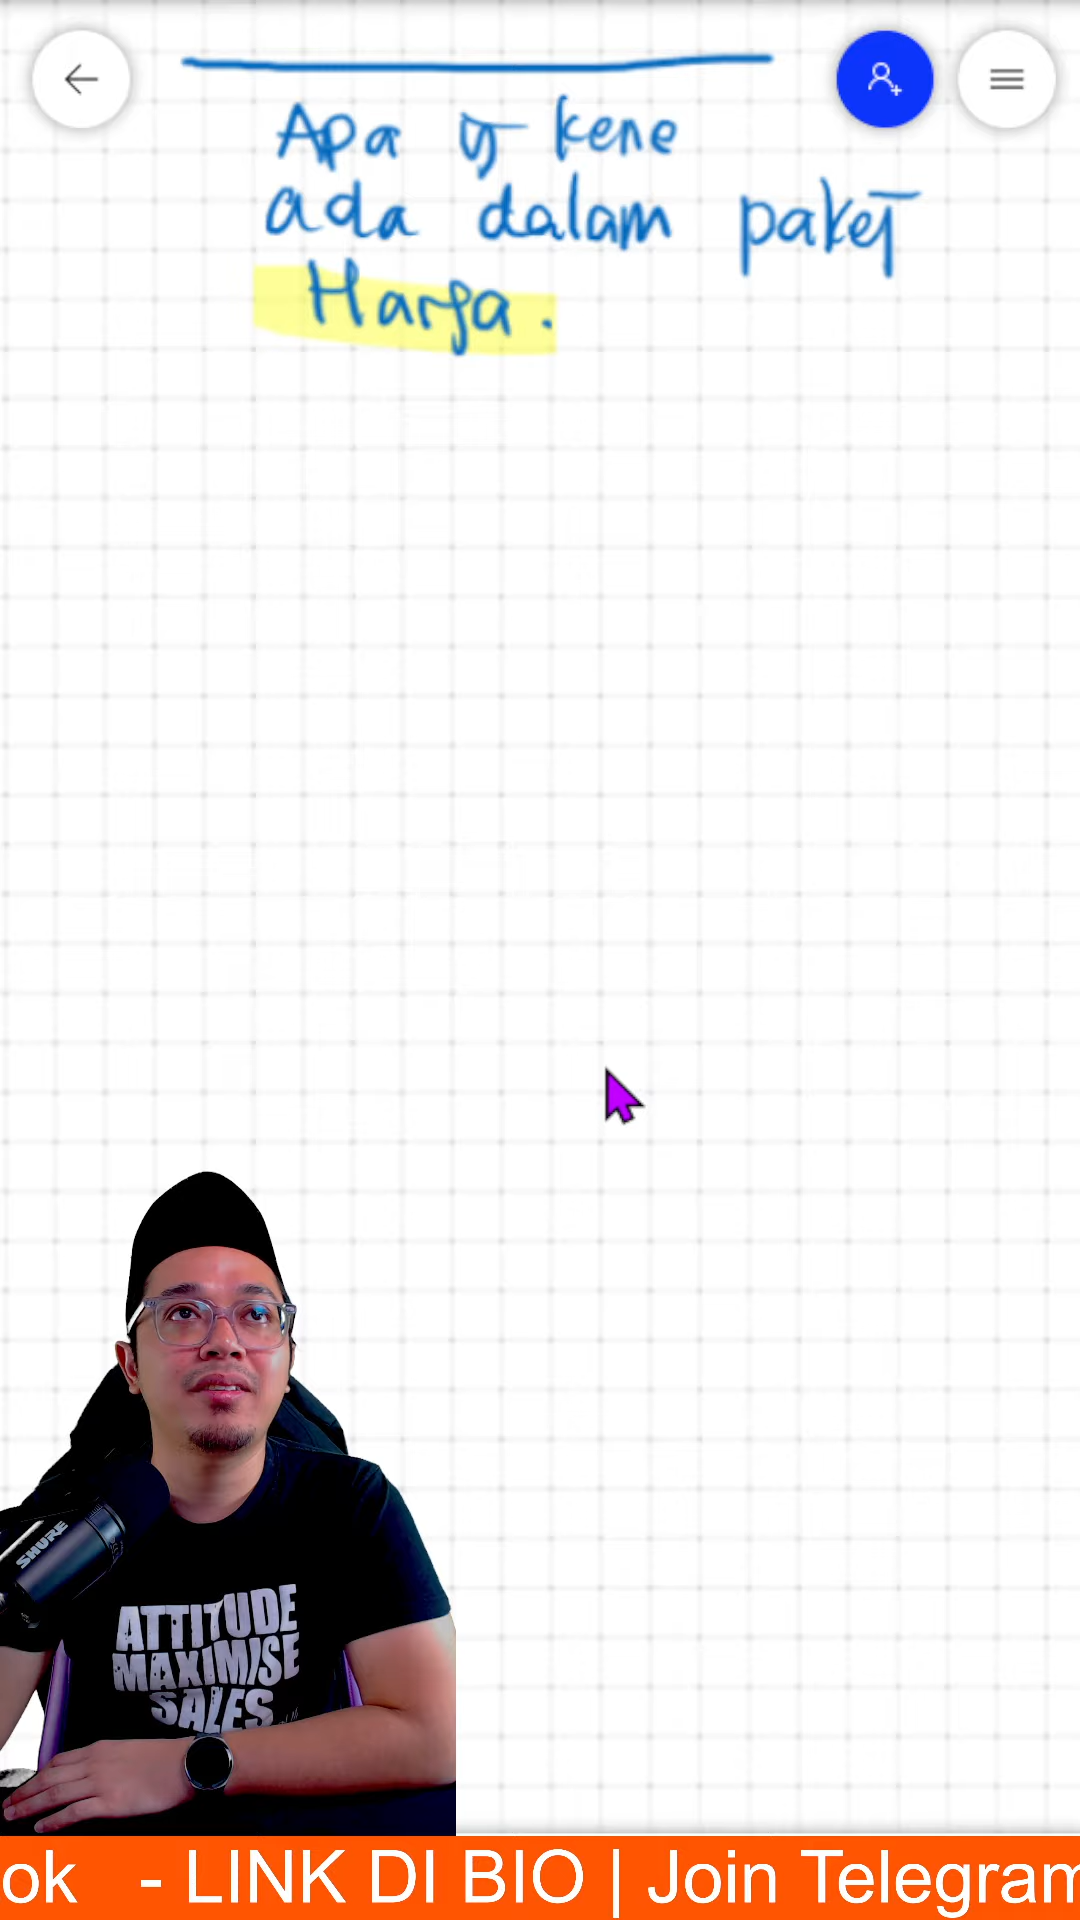 Apa yg kene
ada dalam paket
Harga.
SHURE
ATTITUDE
MAXIMISE
SALES
ok - LINK DI BIO | Join Telegram